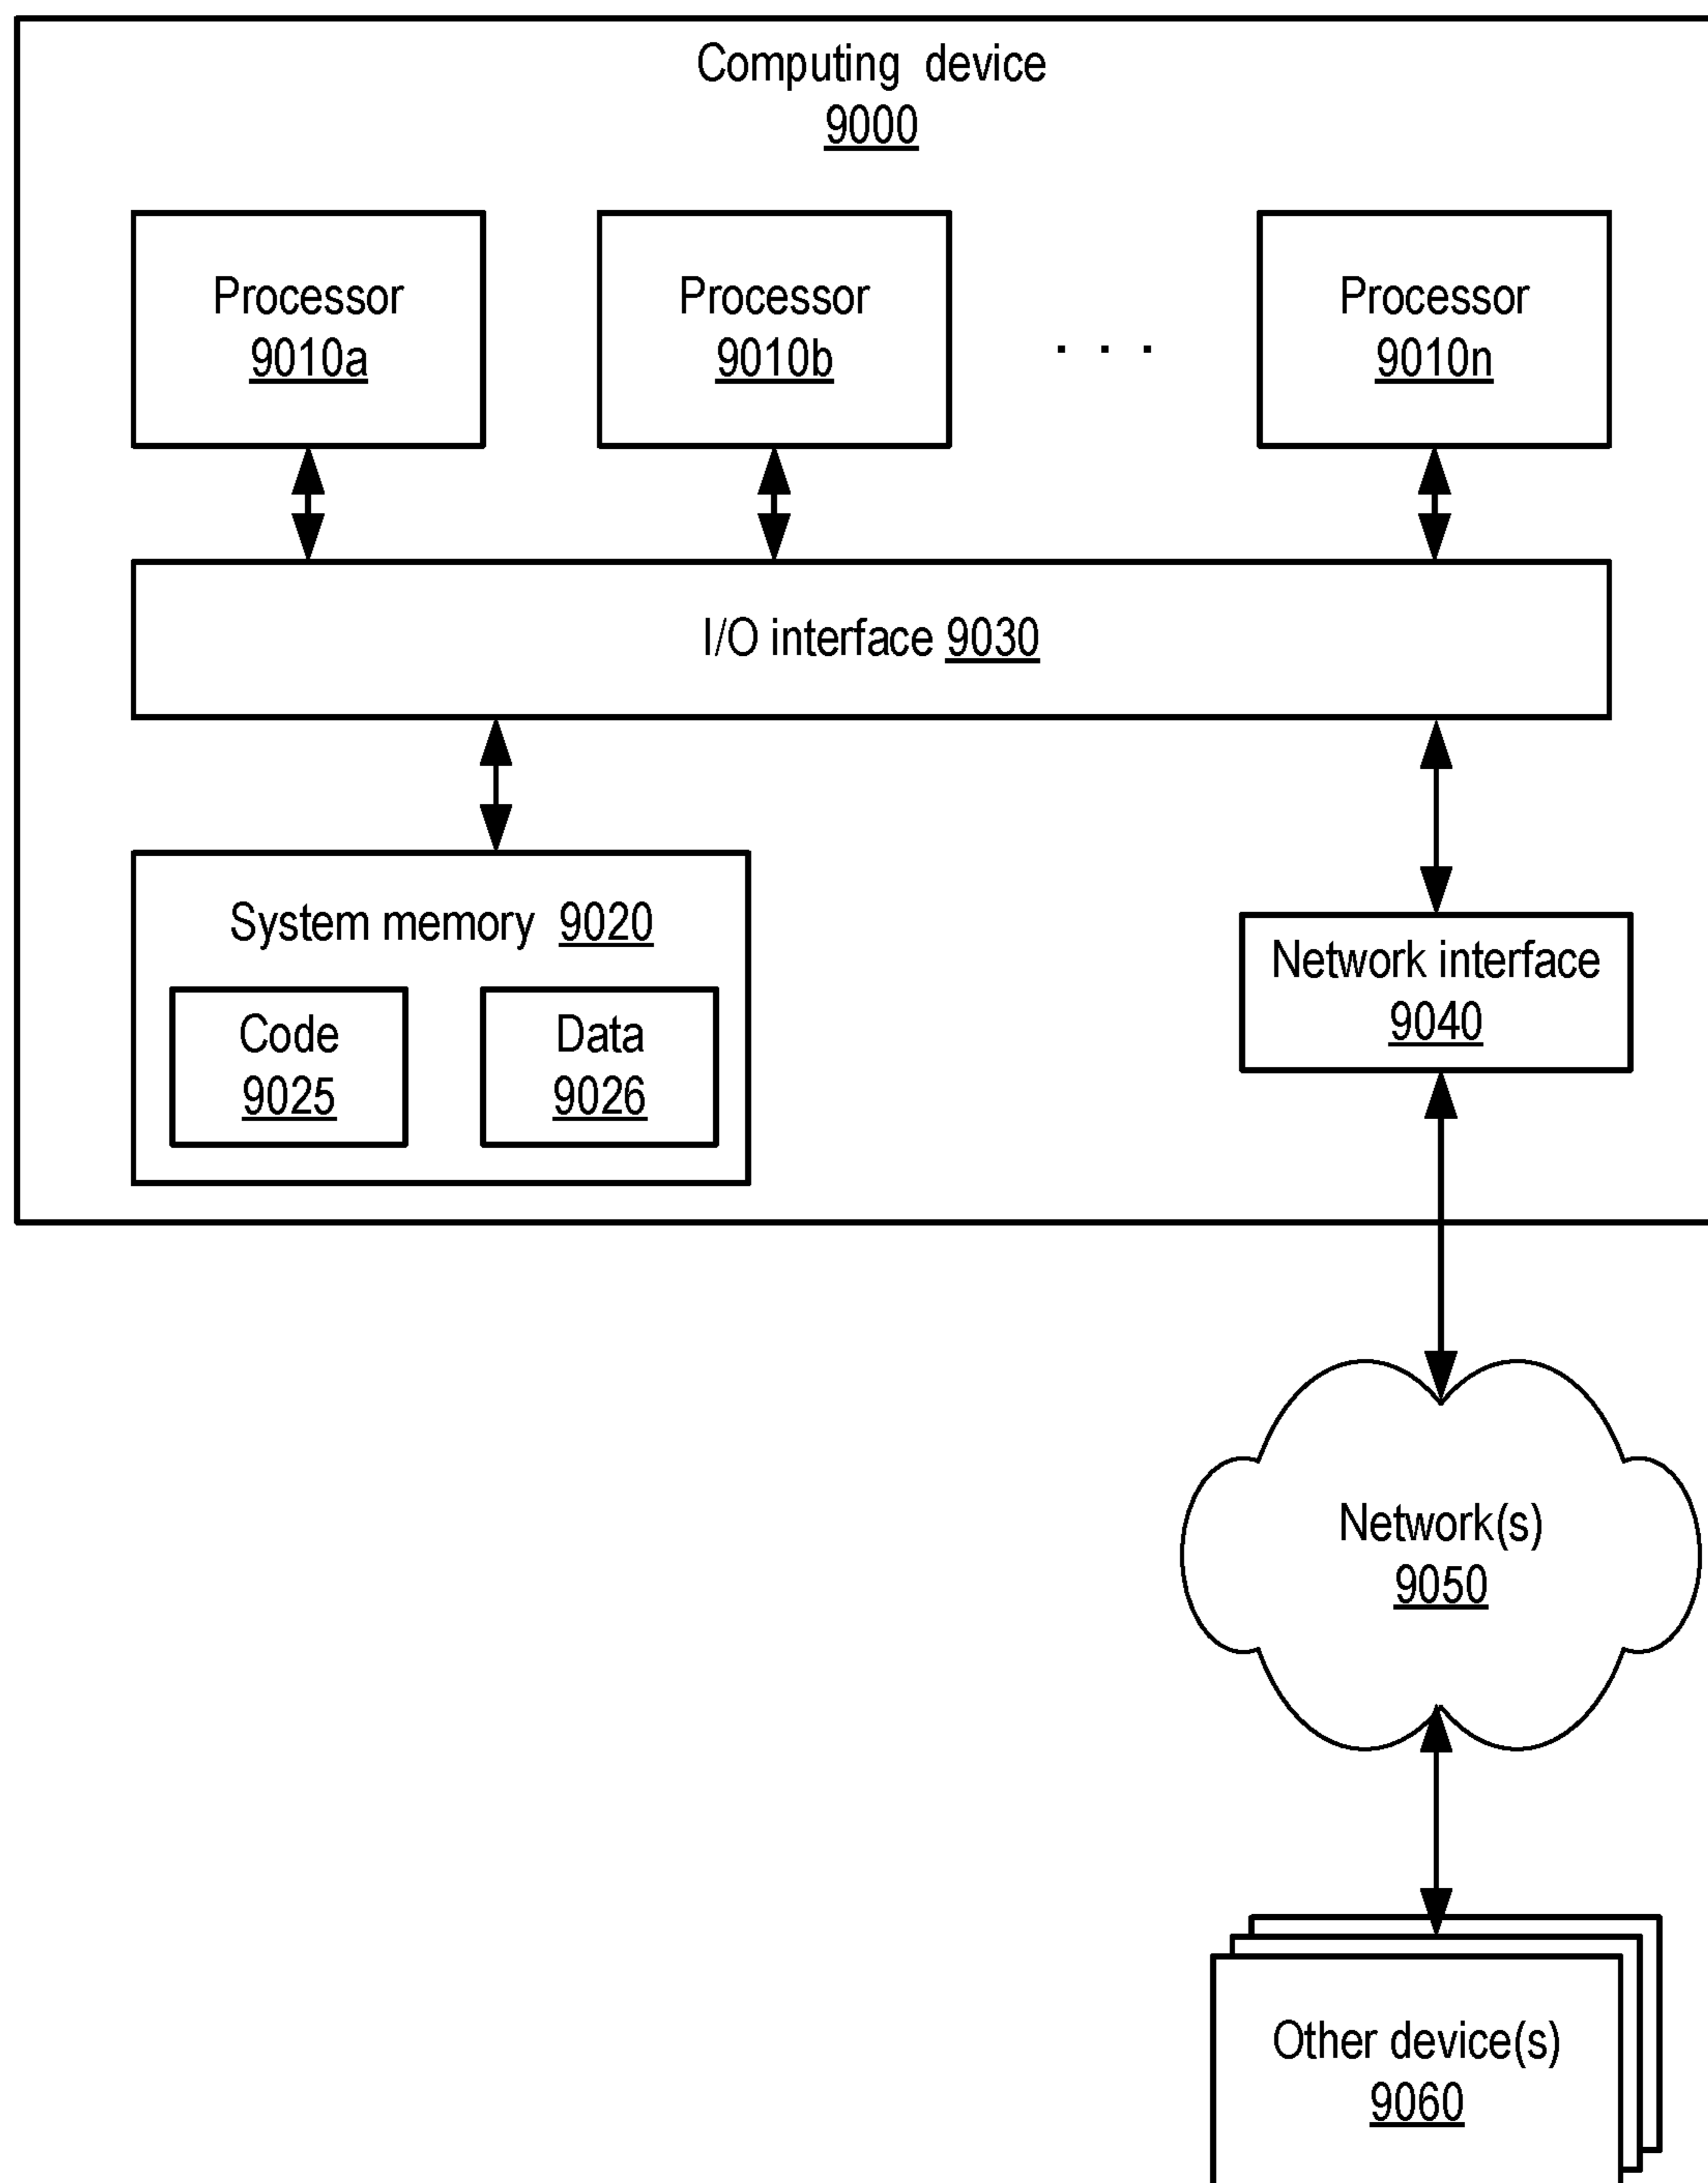 Computing device
9000
Processor
9010a
Processor
9010b
. . .
Processor
9010n
I/O interface 9030
System memory 9020
Code
9025
Data
9026
Network interface
9040
Network(s)
9050
Other device(s)
9060